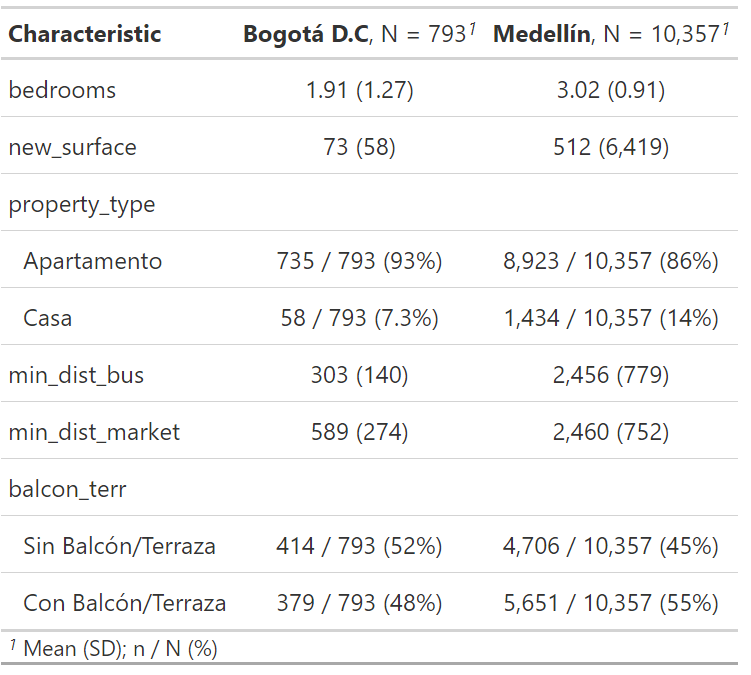 Characteristic Bogotá D.C, N = 793¹ Medellín, N = 10,357¹
bedrooms 1.91 (1.27) 3.02 (0.91)
new_surface 73 (58) 512 (6,419)
property_type
Apartamento 735 / 793 (93%) 8,923 / 10,357 (86%)
Casa 58 / 793 (7.3%) 1,434 / 10,357 (14%)
min_dist_bus 303 (140) 2,456 (779)
min_dist_market 589 (274) 2,460 (752)
balcon_terr
Sin Balcón/Terraza 414 / 793 (52%) 4,706 / 10,357 (45%)
Con Balcón/Terraza 379 / 793 (48%) 5,651 / 10,357 (55%)
¹ Mean (SD); n / N (%)